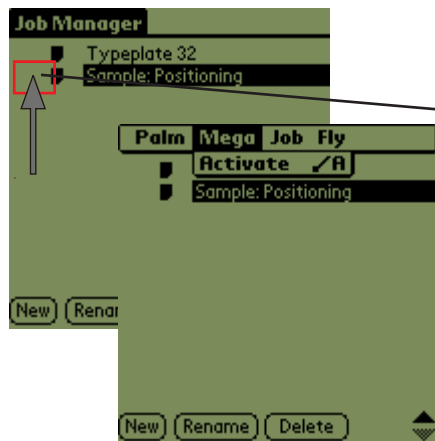 Job Manager
Typeplate 32
Sample: Positioning
New Renar
Palm Mega Job Fly
Activate ⁄A
Sample: Positioning
New Rename Delete